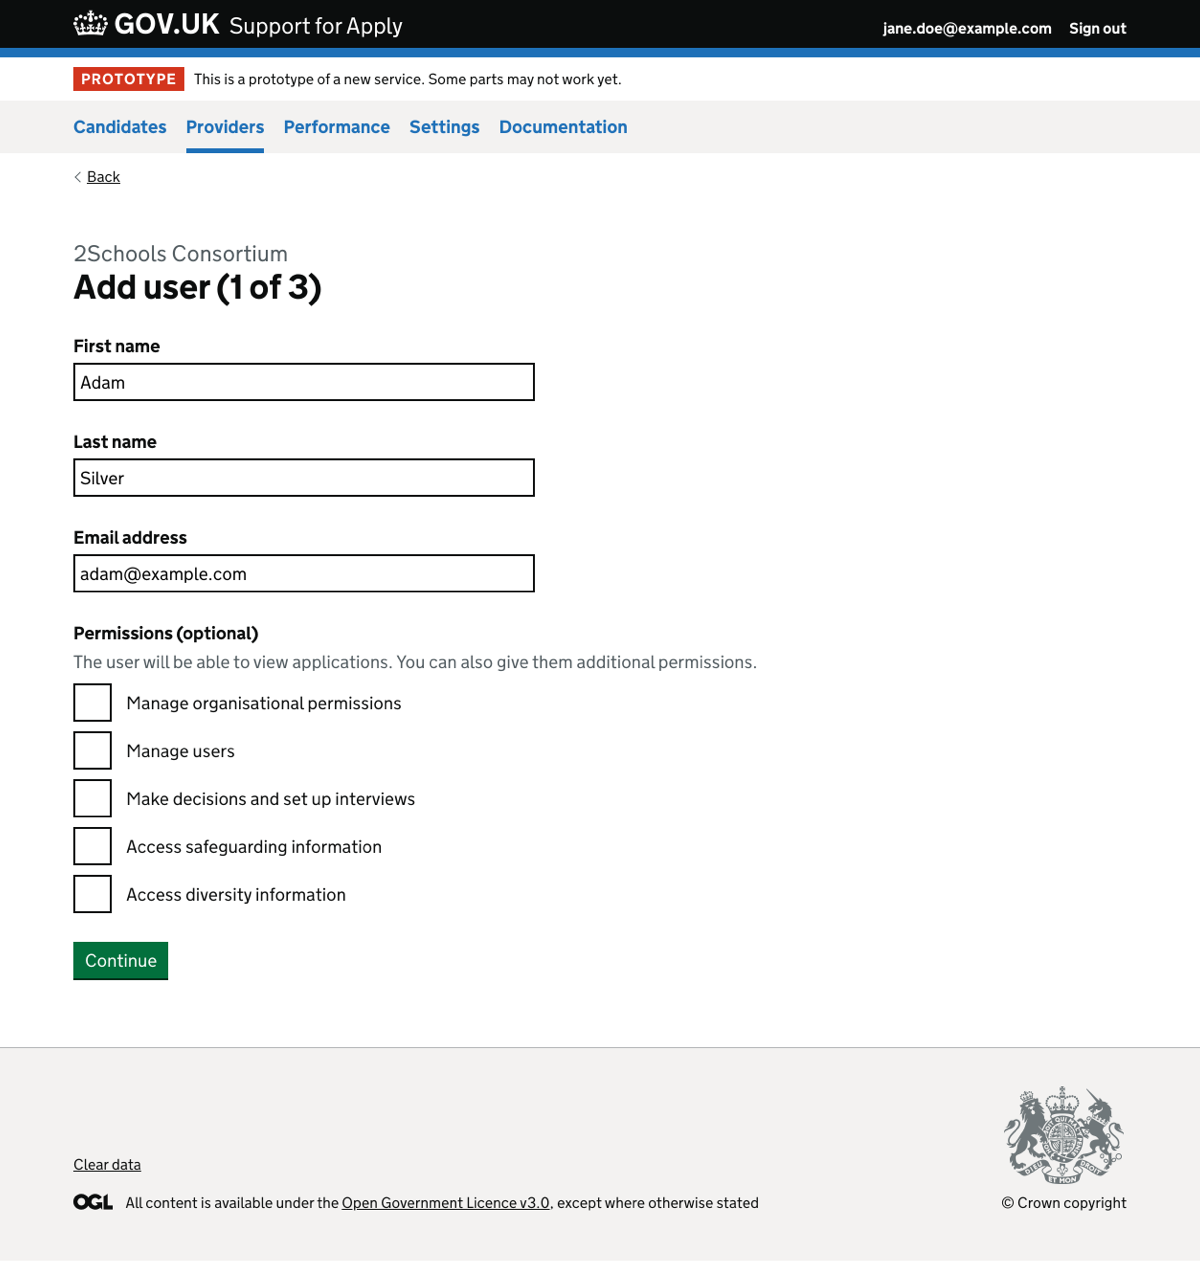 GOV.UK Support for Apply
jane.doe@example.com Sign out
PROTOTYPE This is a prototype of a new service. Some parts may not work yet.
Candidates Providers Performance Settings Documentation
Back
2Schools Consortium
Add user (1 of 3)
First name
Adam
Last name
Silver
Email address
adam@example.com
Permissions (optional)
The user will be able to view applications. You can also give them additional permissions.
Manage organisational permissions
Manage users
Make decisions and set up interviews
Access safeguarding information
Access diversity information
Continue
Clear data
OGL All content is available under the Open Government Licence v3.0, except where otherwise stated
DIEU ET MON DROIT
© Crown copyright